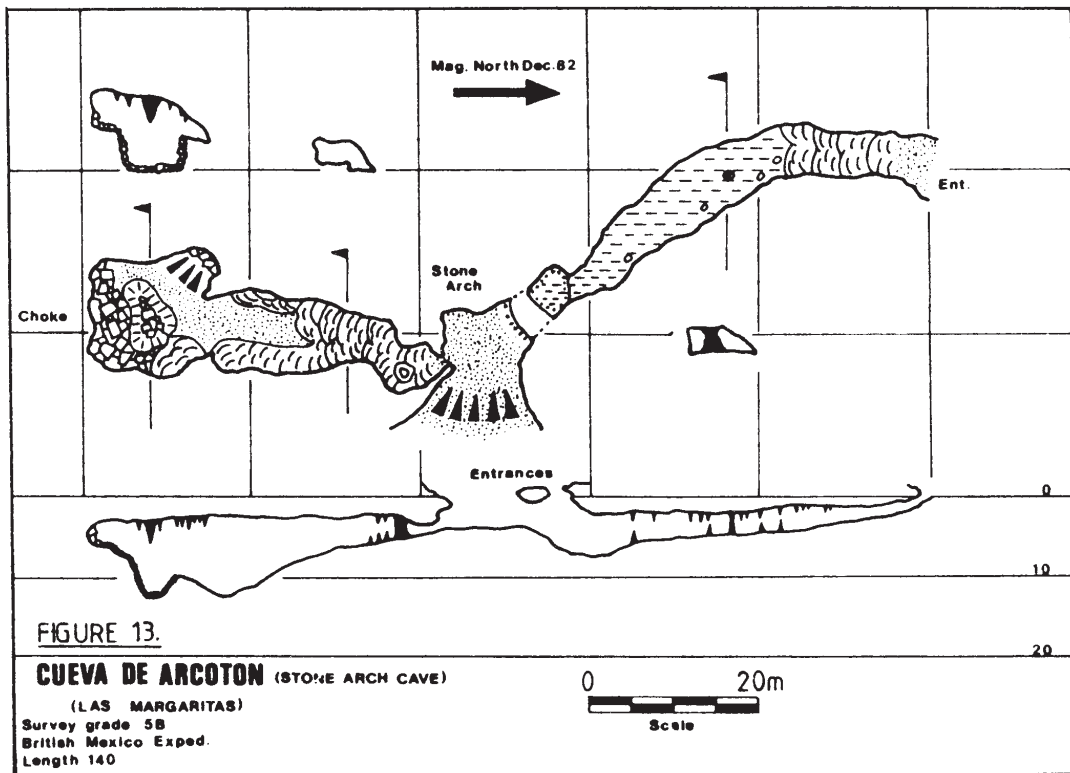 Mag. North Dec. 82
Ent.
Stone
Arch
Choke
Entrances
0
10
20
FIGURE 13.
CUEVA DE ARCOTON (STONE ARCH CAVE)
(LAS MARGARITAS)
Survey grade 5B
British Mexico Exped.
Length 140
0 20m
Scale